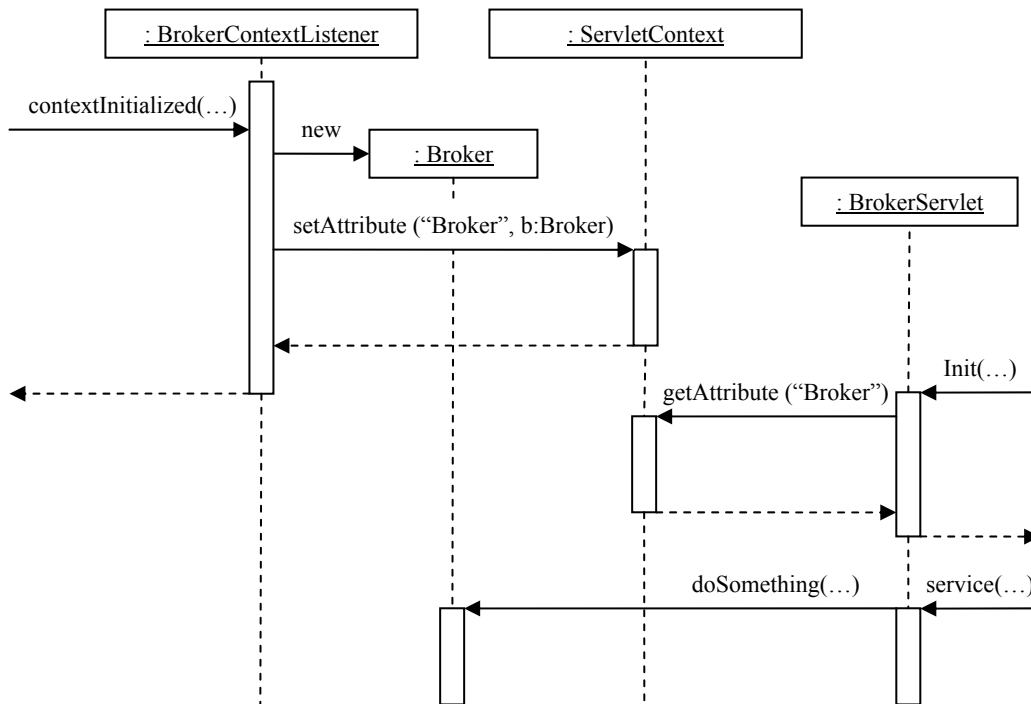 : BrokerContextListener
: ServletContext
contextInitialized(…)
new
: Broker
: BrokerServlet
setAttribute (“Broker”, b:Broker)
Init(…)
getAttribute (“Broker”)
doSomething(…)
service(…)